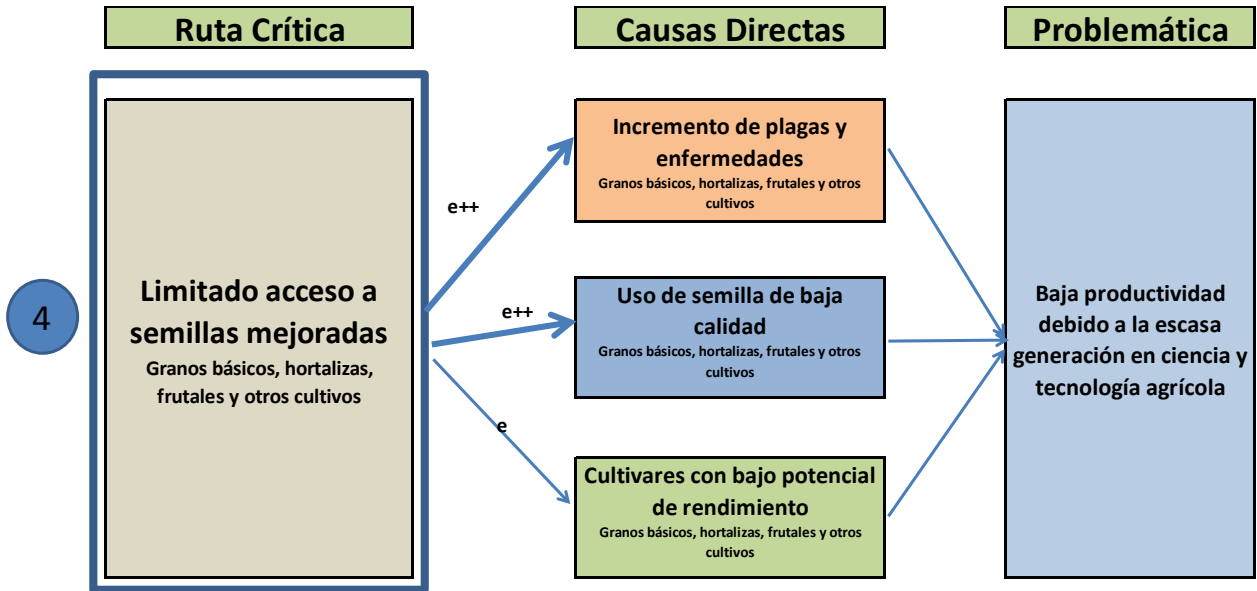 Ruta Crítica
Causas Directas
Problemática
4
Limitado acceso a
semillas mejoradas
Granos básicos, hortalizas,
frutales y otros cultivos
e++
e++
e
Incremento de plagas y
enfermedades
Granos básicos, hortalizas, frutales y otros
cultivos
Uso de semilla de baja
calidad
Granos básicos, hortalizas, frutales y otros
cultivos
Cultivares con bajo potencial
de rendimiento
Granos básicos, hortalizas, frutales y otros
cultivos
Baja productividad
debido a la escasa
generación en ciencia y
tecnología agrícola